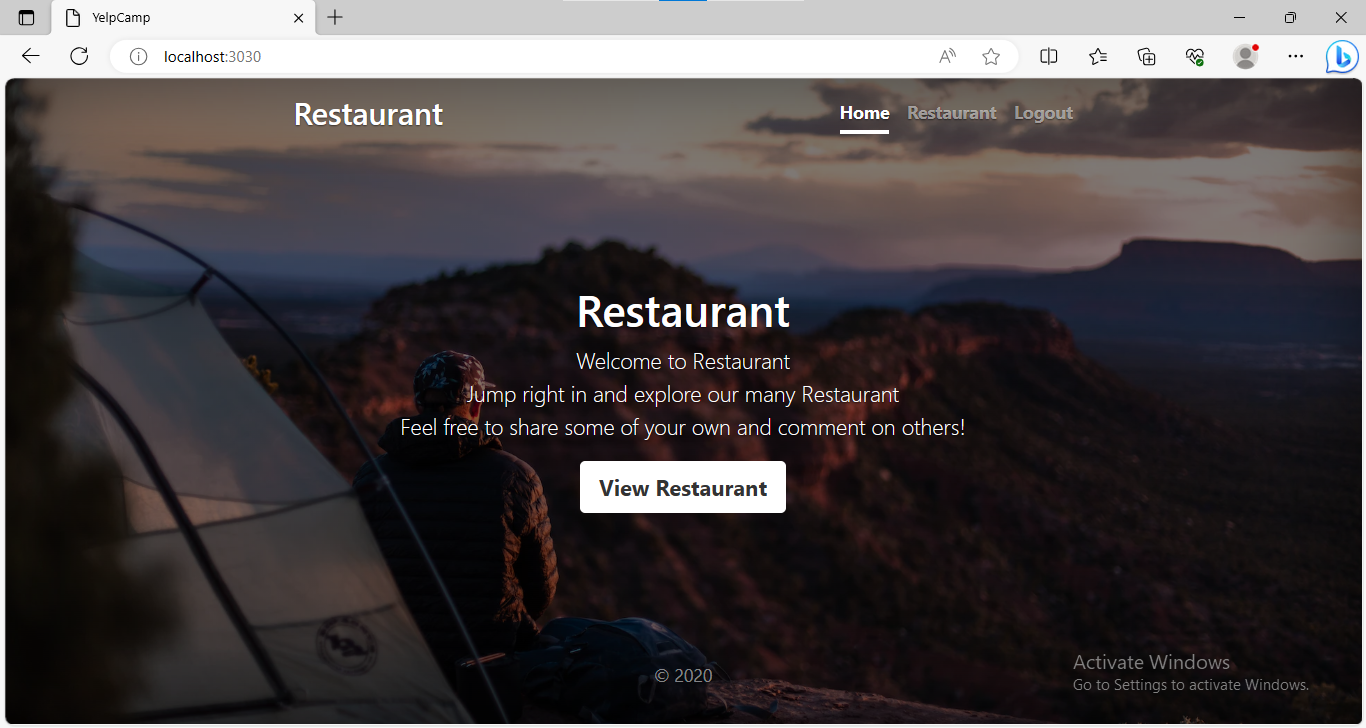 YelpCamp
localhost:3030
Restaurant
Home Restaurant Logout
Restaurant
Welcome to Restaurant
Jump right in and explore our many Restaurant
Feel free to share some of your own and comment on others!
View Restaurant
© 2020
Activate Windows
Go to Settings to activate Windows.